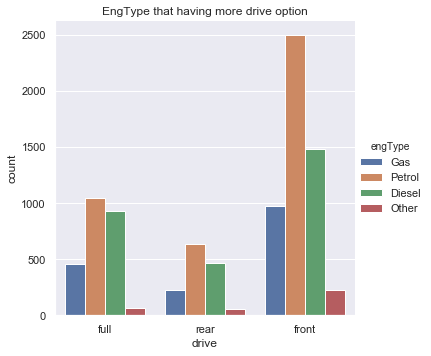 EngType that having more drive option
2500
2000
1500
1000
500
0
count
full
rear
front
drive
engType
Gas
Petrol
Diesel
Other